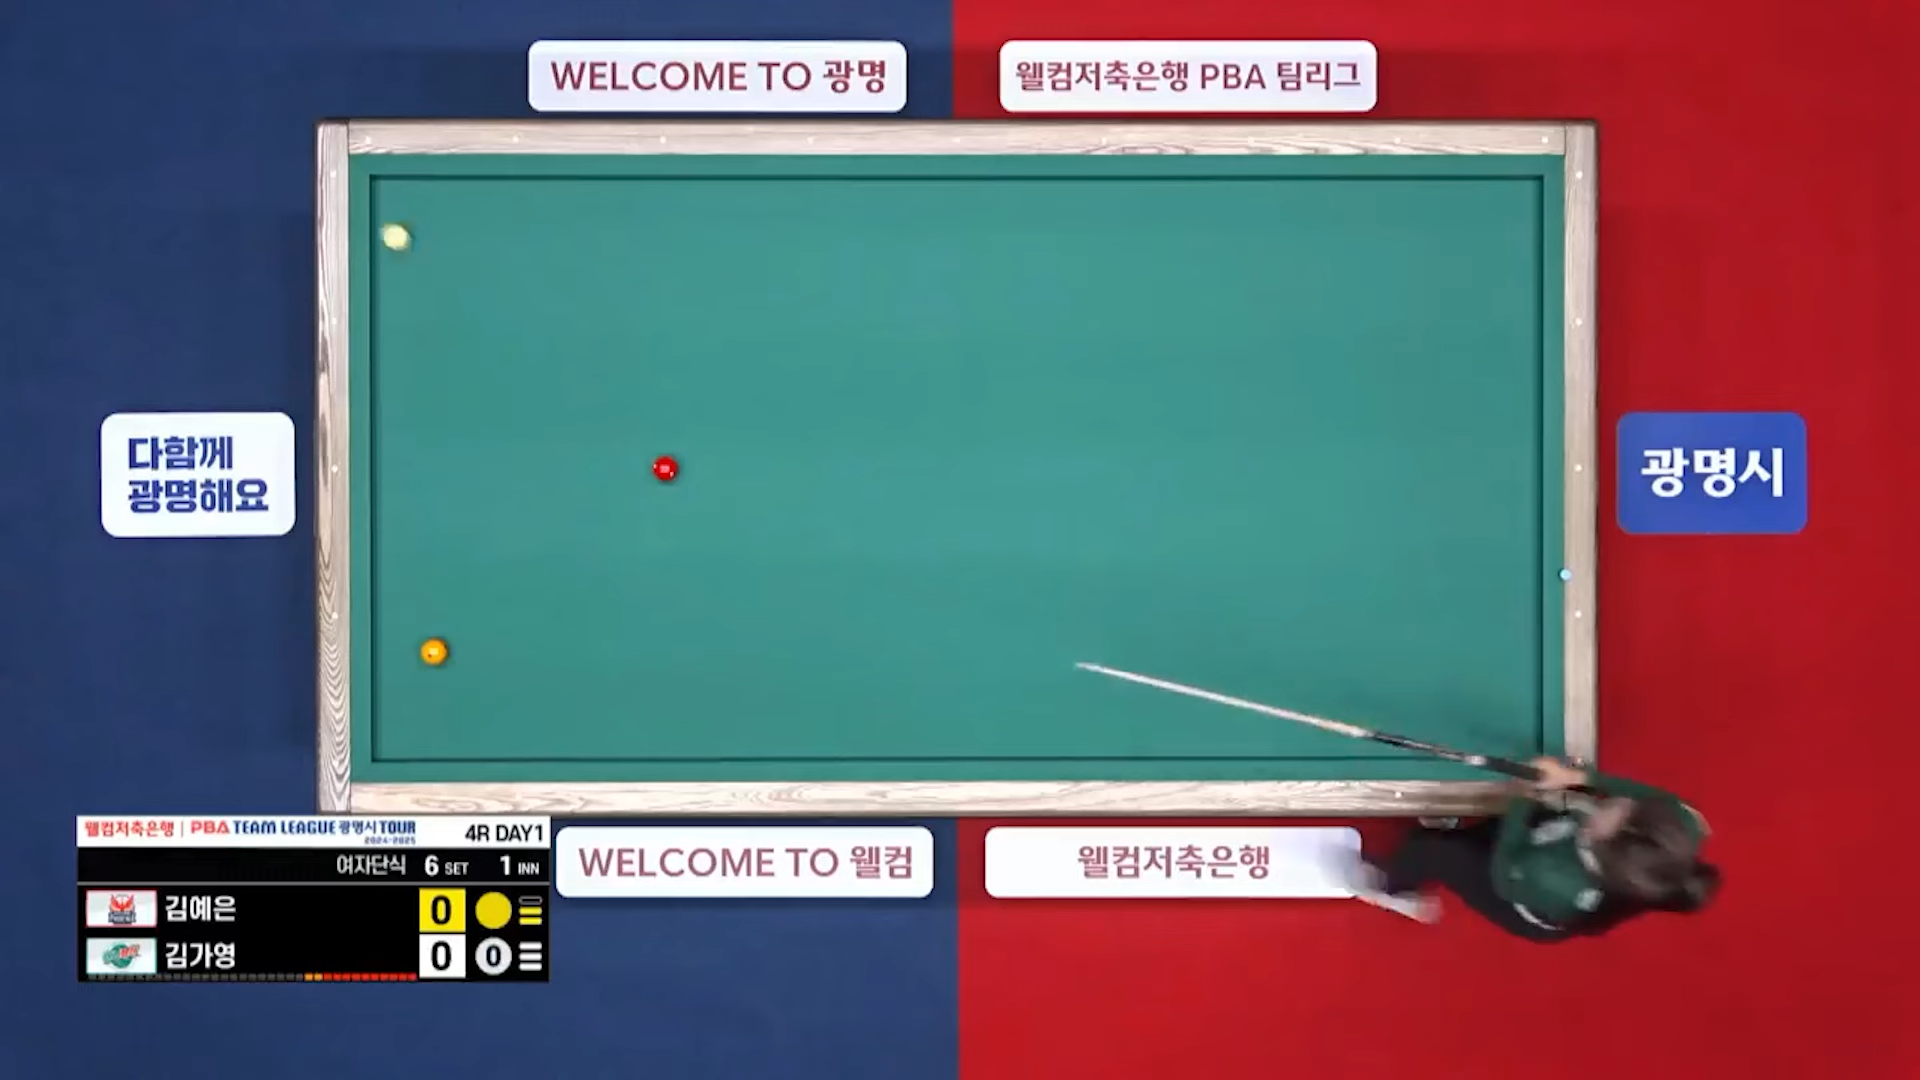 WELCOME TO 광명
웰컴저축은행 PBA 팀리그
다함께
광명해요
광명시
웰컴저축은행 | PBA TEAM LEAGUE 광명시 TOUR
2024-2025
4R DAY1
여자단식 6 SET 1 INN
김예은 0
김가영 0 0
WELCOME TO 웰컴
웰컴저축은행